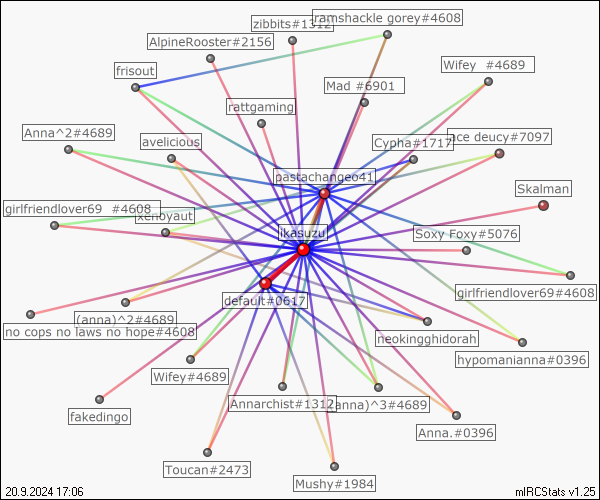 zibbits#1312
ramshackle gorey#4608
AlpineRooster#2156
Wifey  #4689
frisout
Mad #6901
rattgaming
Anna^2#4689
avelicious
Cypha#1717
ace deucy#7097
pastachangeo41
Skalman
girlfriendlover69  #4608
xenoyaut
ikasuzu
Soxy Foxy#5076
girlfriendlover69#4608
default#0617
(anna)^2#4689
no cops no laws no hope#4608
neokingghidorah
hypomanianna#0396
Wifey#4689
Annarchist#1312
(anna)^3#4689
fakedingo
Anna.#0396
Toucan#2473
Mushy#1984
20.9.2024 17:06
mIRCStats v1.25